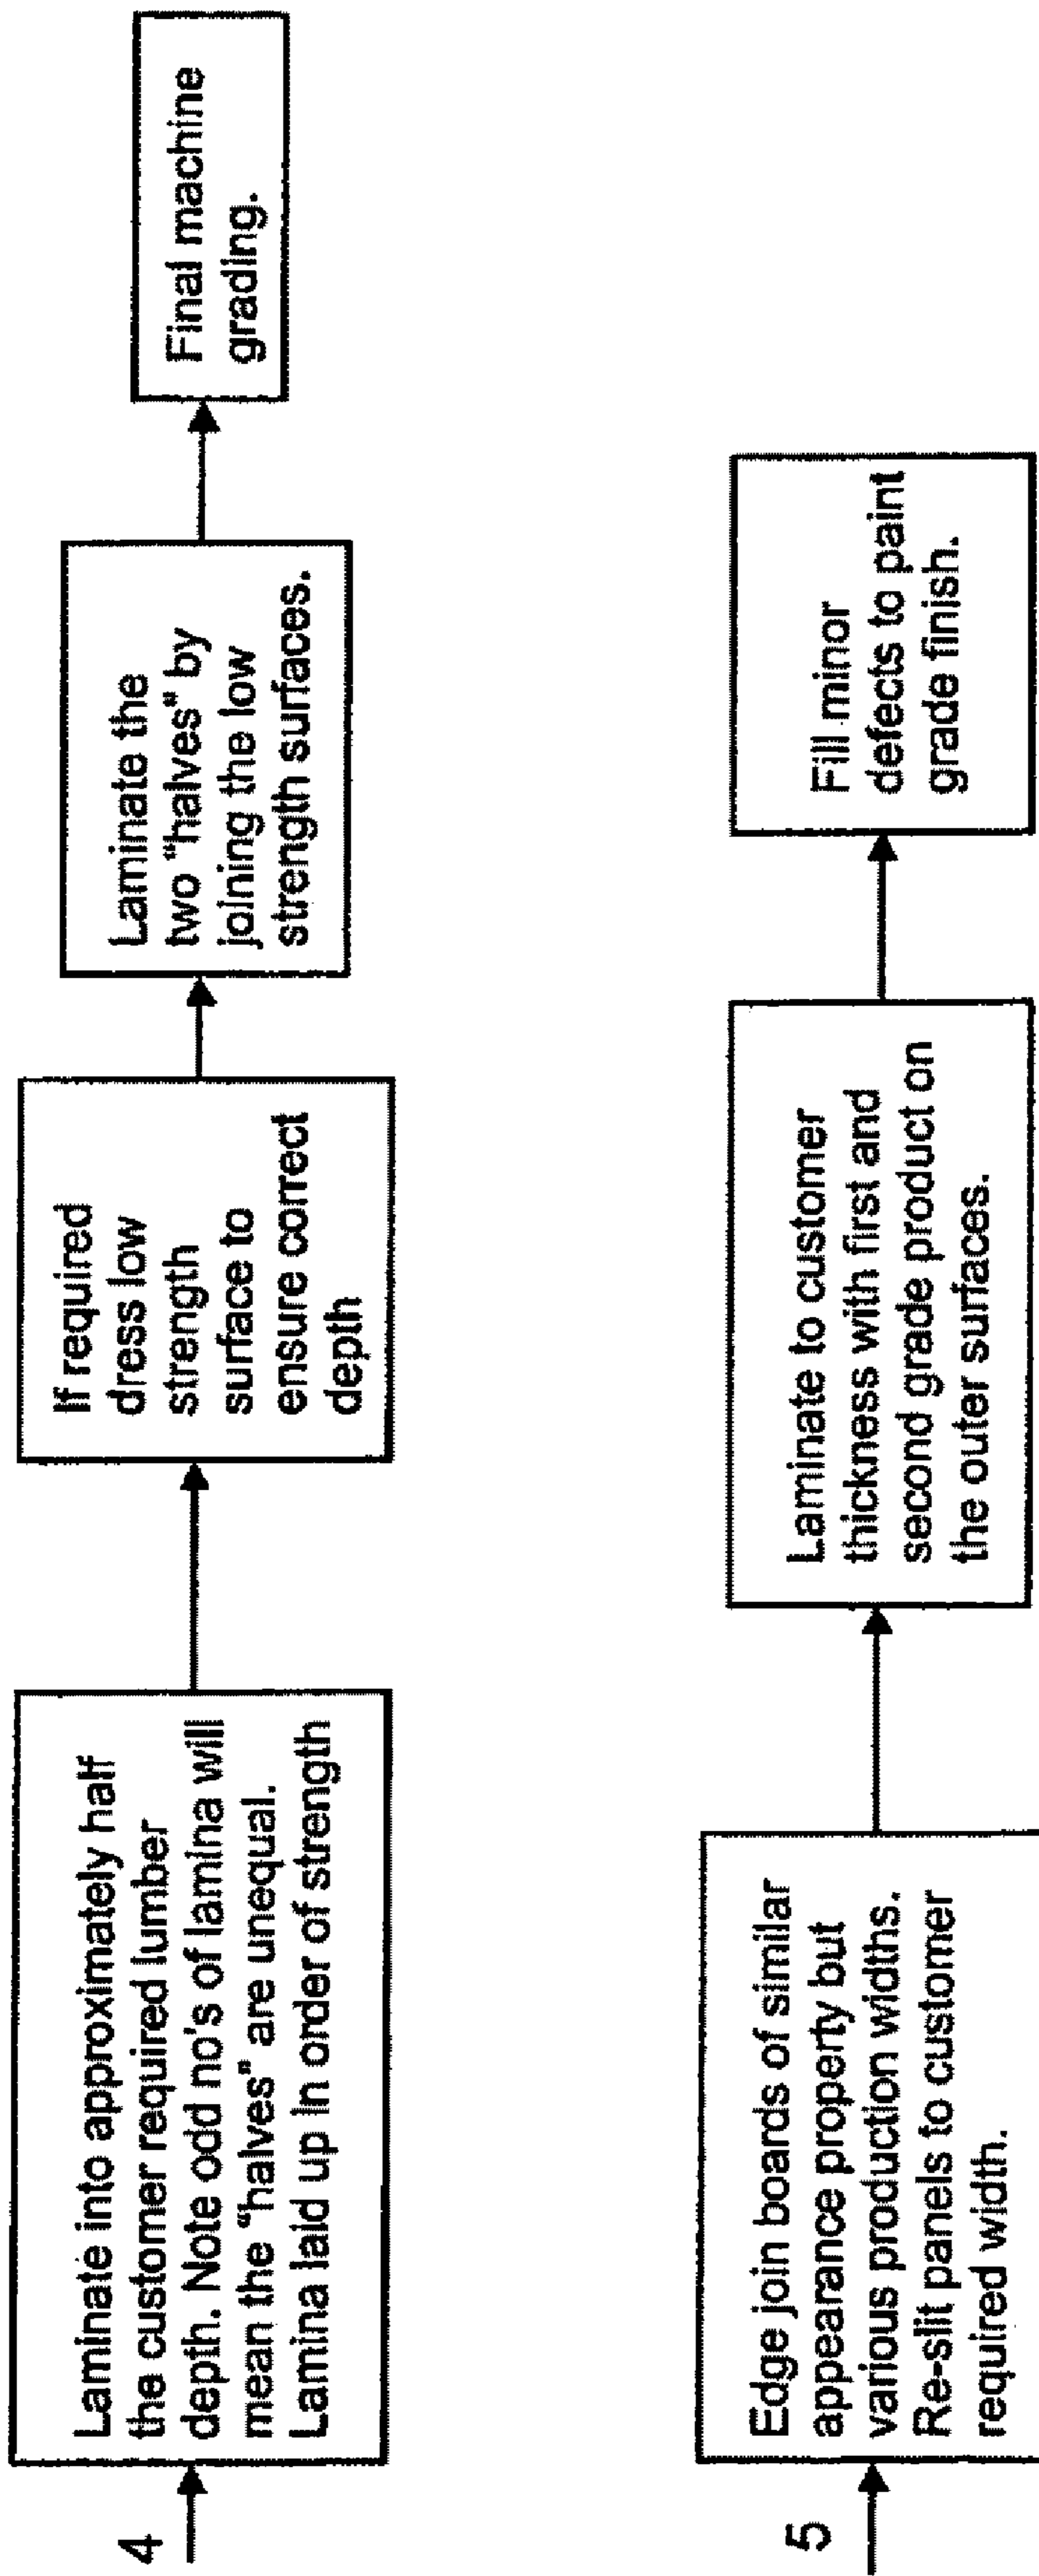 4
Laminate into approximately half
the customer required lumber
depth. Note odd no's of lamina will
mean the "halves" are unequal.
Lamina laid up in order of strength
If required
dress low
strength
surface to
ensure correct
depth
Laminate the
two "halves" by
joining the low
strength surfaces.
Final machine
grading.
5
Edge join boards of similar
appearance property but
various production widths.
Re-slit panels to customer
required width.
Laminate to customer
thickness with first and
second grade product on
the outer surfaces.
Fill minor
defects to paint
grade finish.